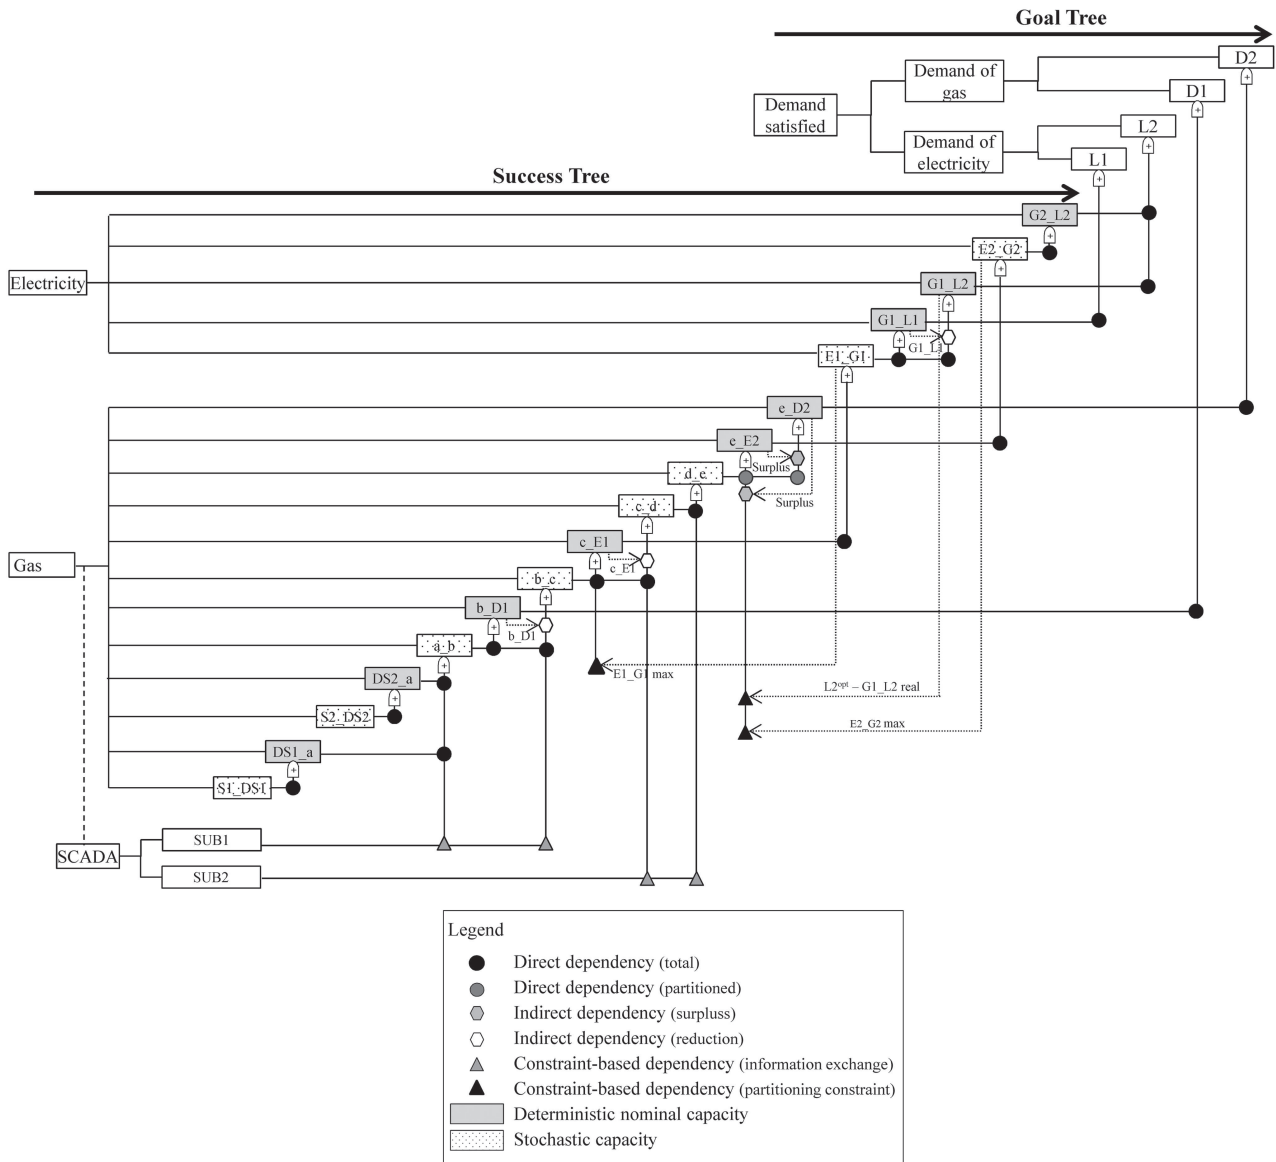 Goal Tree
D2
Demand of
gas
D1
Demand
satisfied
L2
Demand of
electricity
L1
Success Tree
G2_L2
E2_G2
Electricity
G1_L2
G1_L1
G1_L1
E1_G1
e_D2
e_E2
Surplus
d_e
Surplus
c_d
c_E1
c_E1
Gas
b_c
b_D1
b_D1
a_b
E1_G1 max
DS2_a
L2opt – G1_L2 real
S2_DS2
E2_G2 max
DS1_a
S1_DS1
SUB1
SCADA
SUB2
Legend
Direct dependency (total)
Direct dependency (partitioned)
Indirect dependency (surpluss)
Indirect dependency (reduction)
Constraint-based dependency (information exchange)
Constraint-based dependency (partitioning constraint)
Deterministic nominal capacity
Stochastic capacity